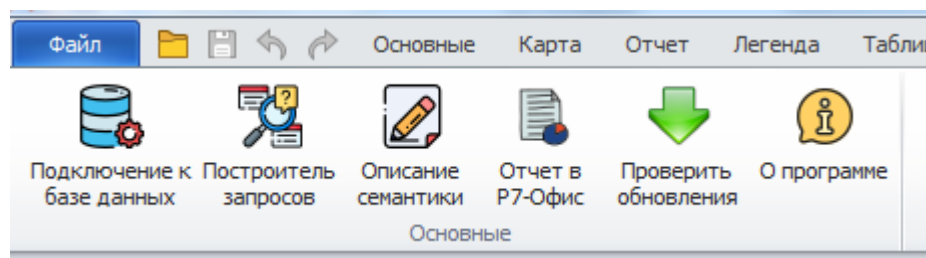 Файл Основные Карта Отчет Легенда
Подключение к Построитель Описание Отчет в Проверить О программе
базе данных запросов семантики Р7-Офис обновления
Основные